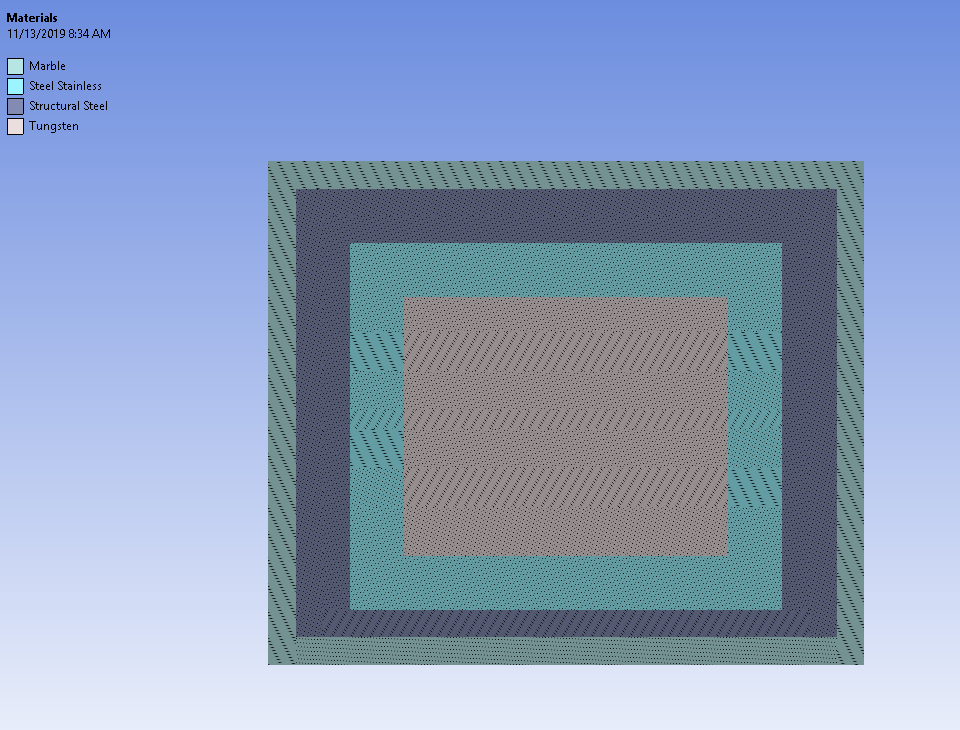 Materials
11/13/2019 8:34 AM
Marble
Steel Stainless
Structural Steel
Tungsten